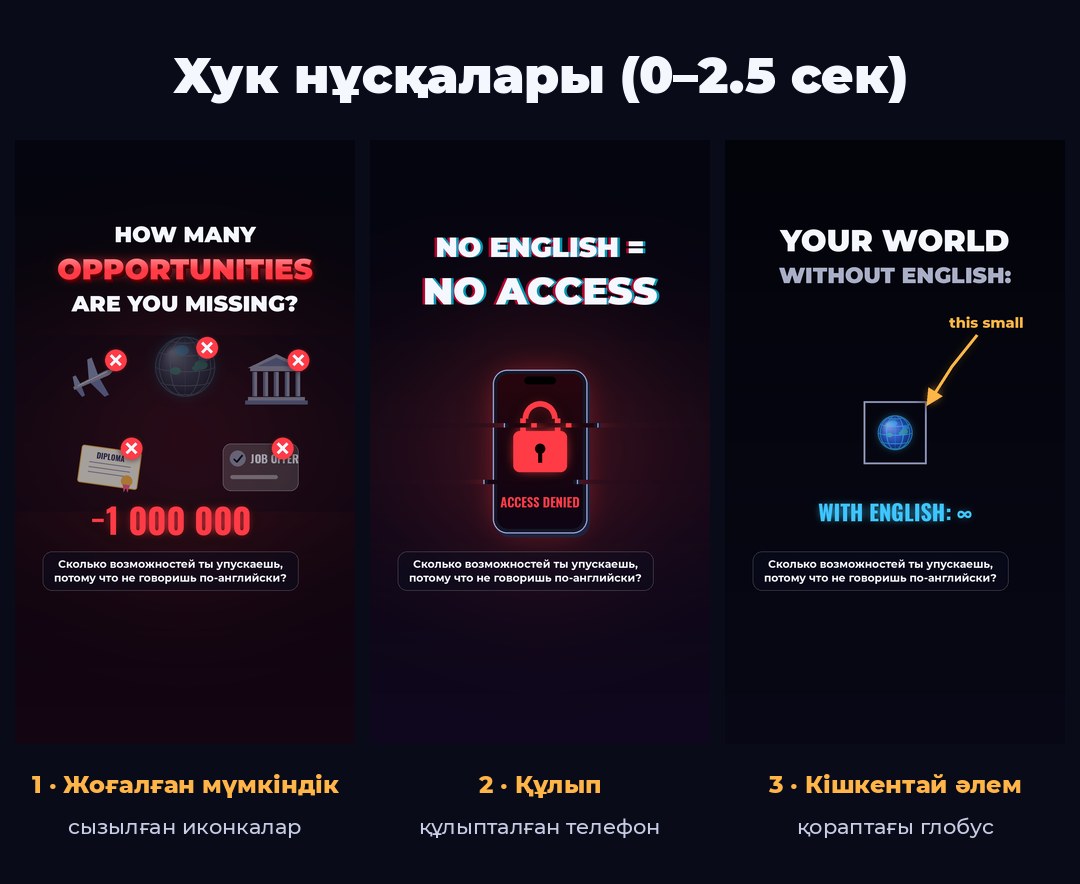 Хук нұсқалары (0–2.5 сек)
HOW MANY
OPPORTUNITIES
ARE YOU MISSING?
DIPLOMA
JOB OFFER
−1 000 000
Сколько возможностей ты упускаешь,
потому что не говоришь по-английски?
NO ENGLISH =
NO ACCESS
ACCESS DENIED
Сколько возможностей ты упускаешь,
потому что не говоришь по-английски?
YOUR WORLD
WITHOUT ENGLISH:
this small
WITH ENGLISH: ∞
Сколько возможностей ты упускаешь,
потому что не говоришь по-английски?
1 · Жоғалған мүмкіндік
сызылған иконкалар
2 · Құлып
құлыпталған телефон
3 · Кішкентай әлем
қораптағы глобус